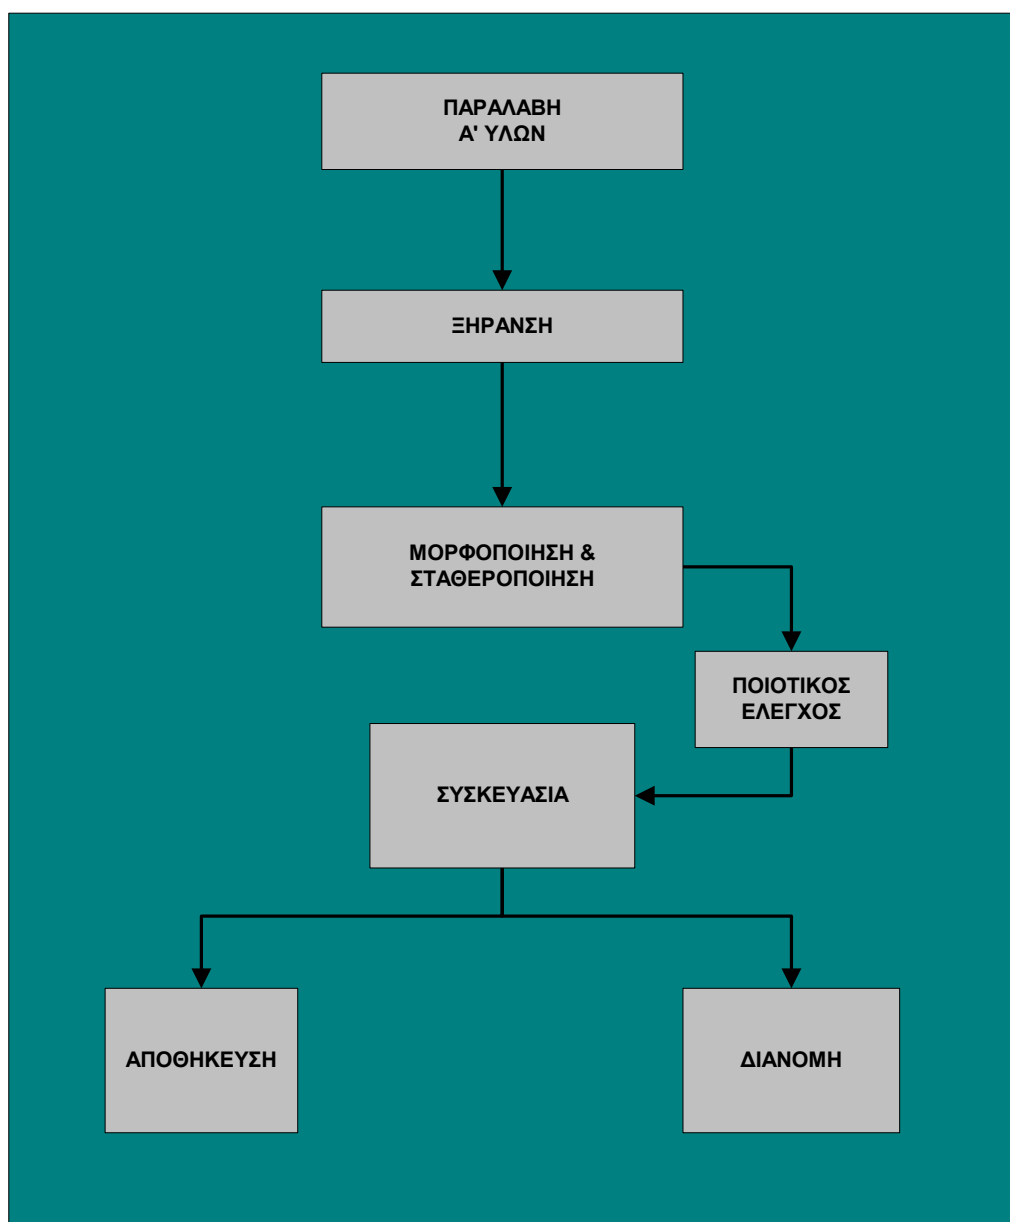 ΠΑΡΑΛΑΒΗ
Α' ΥΛΩΝ
ΞΗΡΑΝΣΗ
ΜΟΡΦΟΠΟΙΗΣΗ &
ΣΤΑΘΕΡΟΠΟΙΗΣΗ
ΠΟΙΟΤΙΚΟΣ
ΕΛΕΓΧΟΣ
ΣΥΣΚΕΥΑΣΙΑ
ΑΠΟΘΗΚΕΥΣΗ
ΔΙΑΝΟΜΗ